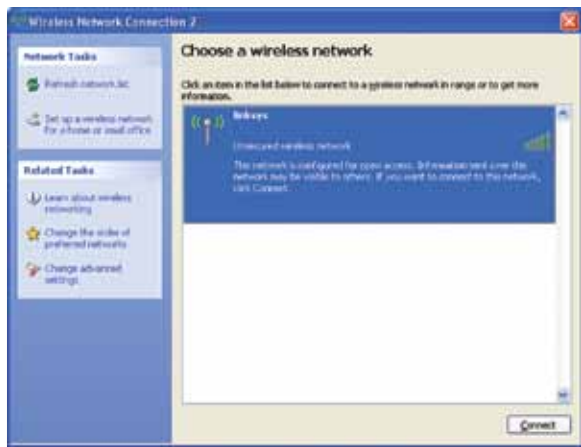 Wireless Network Connection 2
Network Tasks
Refresh network list
Set up a wireless network
for a home or small office
Related Tasks
Learn about wireless
networking
Change the order of
preferred networks
Change advanced
settings
Choose a wireless network
Click an item in the list below to connect to a wireless network in range or to get more
information.
linksys
Unsecured wireless network
This network is configured for open access. Information sent over this
network may be visible to others. If you want to connect to this network,
click Connect.
Connect